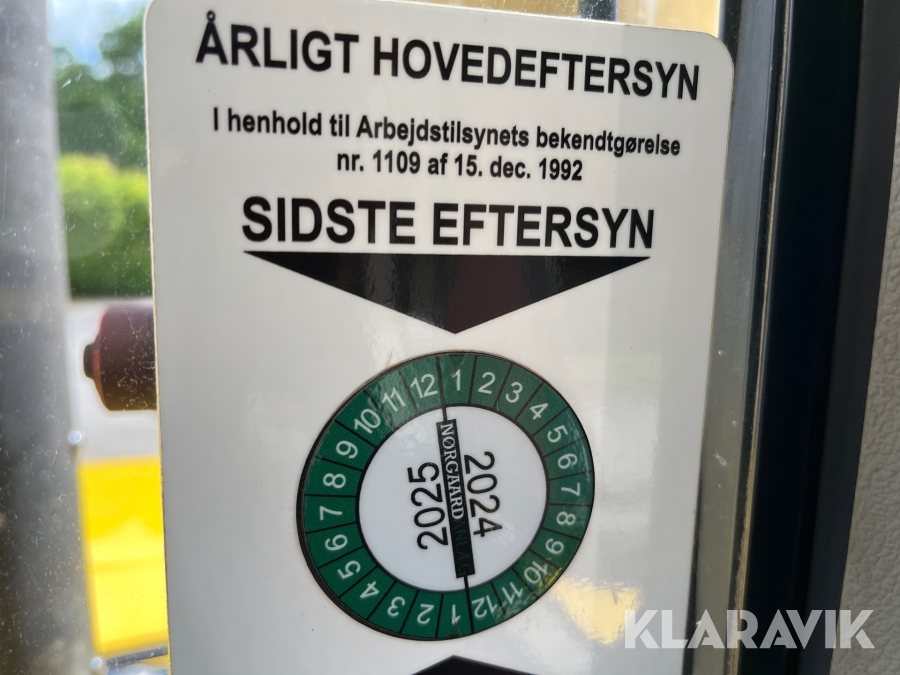 ÅRLIGT HOVEDEFTERSYN
I henhold til Arbejdstilsynets bekendtgørelse
nr. 1109 af 15. dec. 1992
SIDSTE EFTERSYN
1 2 3 4 5 6 7 8 9 10 11 12
1 2 3 4 5 6 7 8 9 10 11 12
2024
NØRGAARD
2025
KLARAVIK